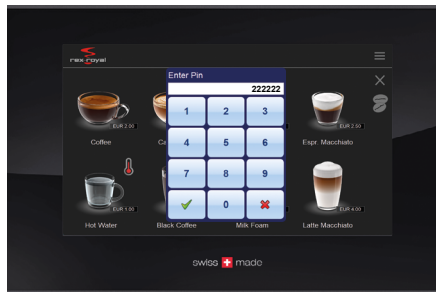 rex-royal
Enter Pin
222222
1 2 3
EUR 2.00
EUR 2.50
Coffee
Ca
4 5 6
Espr. Macchiato
7 8 9
EUR 1.00
0
EUR 4.00
Hot Water
Black Coffee
Milk Foam
Latte Macchiato
swiss made